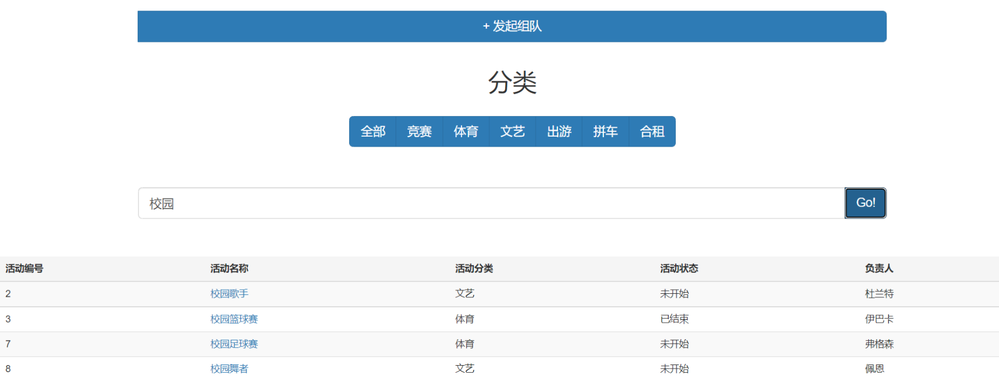 + 发起组队
分类
全部 竞赛 体育 文艺 出游 拼车 合租
校园 Go!
活动编号 活动名称 活动分类 活动状态 负责人
2 校园歌手 文艺 未开始 杜兰特
3 校园篮球赛 体育 已结束 伊巴卡
7 校园足球赛 体育 未开始 弗格森
8 校园舞者 文艺 未开始 佩恩